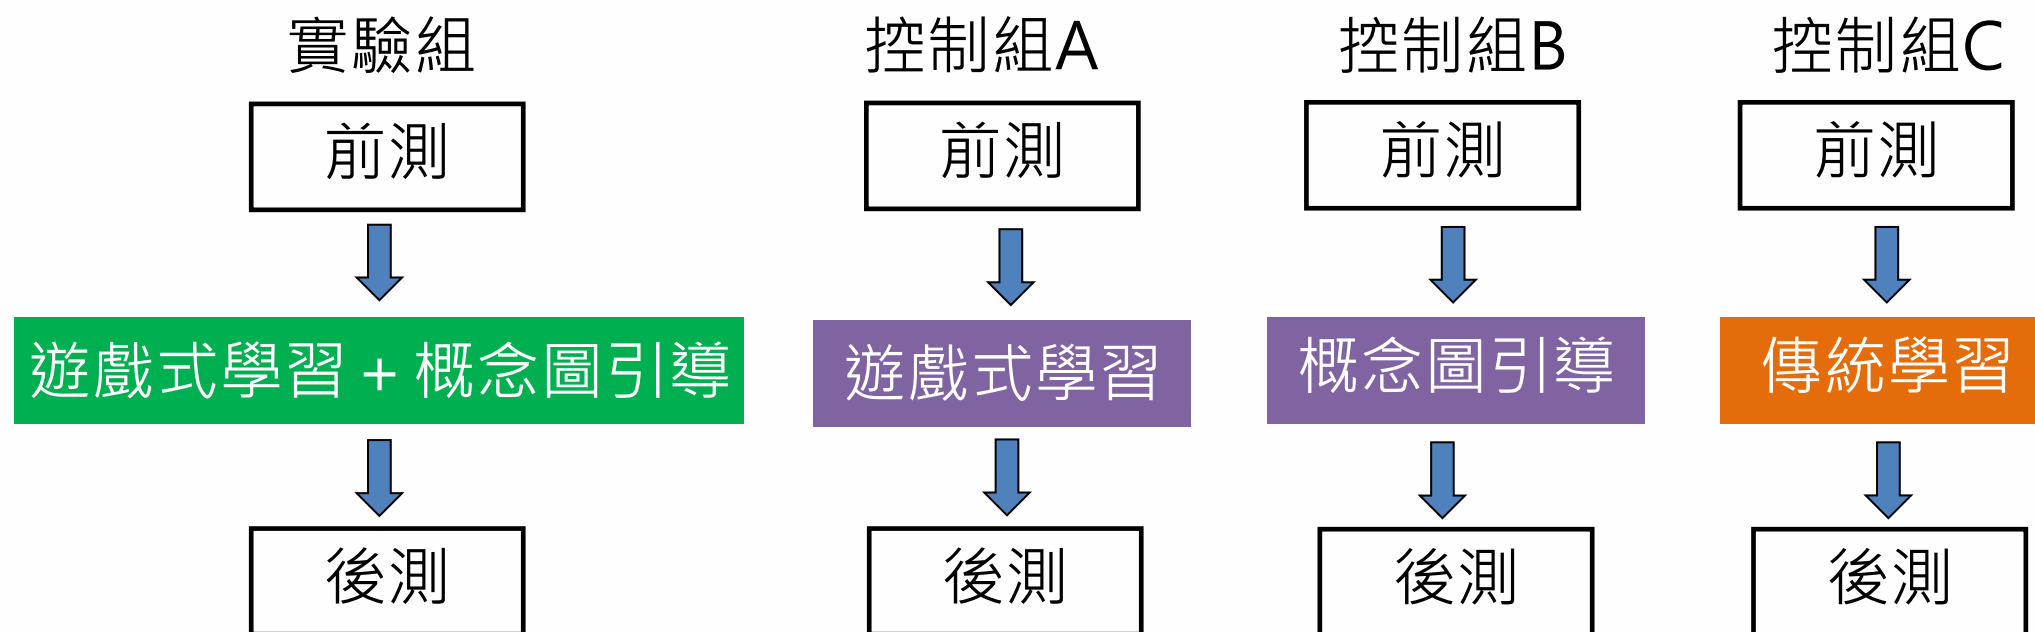 實驗組 控制組A 控制組B 控制組C
前測 前測 前測 前測
遊戲式學習 + 概念圖引導 遊戲式學習 概念圖引導 傳統學習
後測 後測 後測 後測